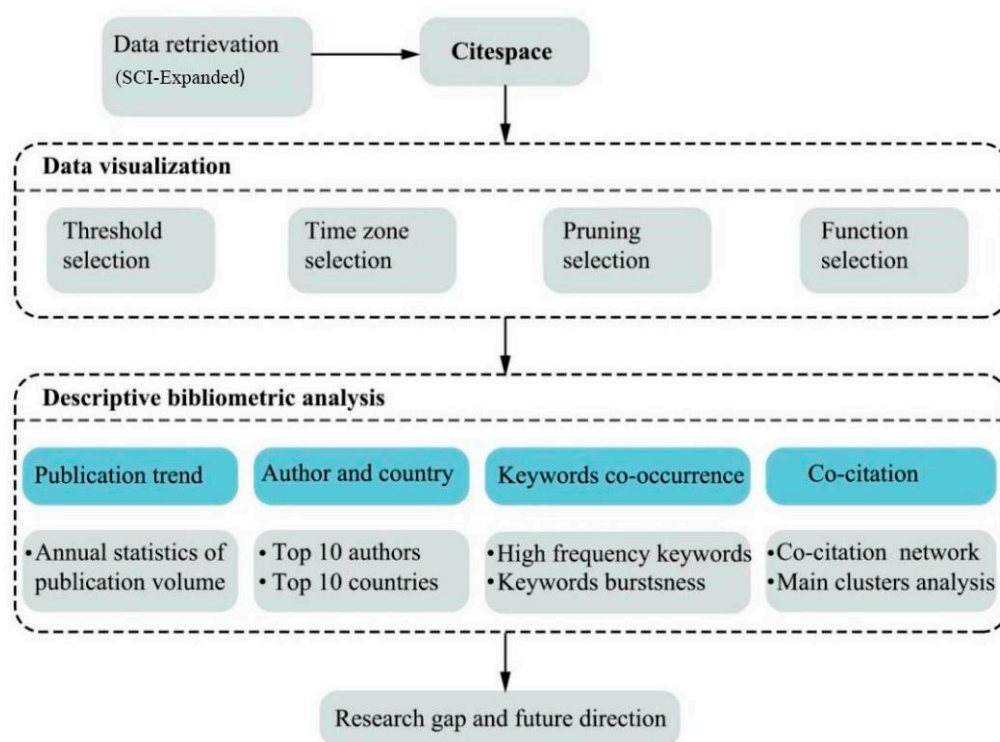 Data retrievation
(SCI-Expanded)
Citespace
Data visualization
Threshold
selection
Time zone
selection
Pruning
selection
Function
selection
Descriptive bibliometric analysis
Publication trend
Author and country
Keywords co-occurrence
Co-citation
•Annual statistics of
publication volume
• Top 10 authors
• Top 10 countries
•High frequency keywords
•Keywords burstsness
•Co-citation network
•Main clusters analysis
Research gap and future direction